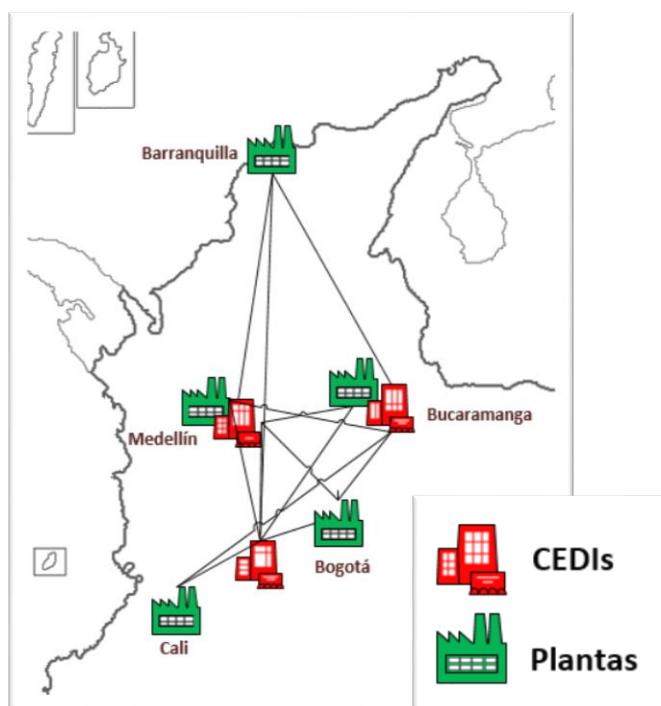 Barranquilla
Bucaramanga
Medellín
Bogotá
Cali
CEDIs
Plantas